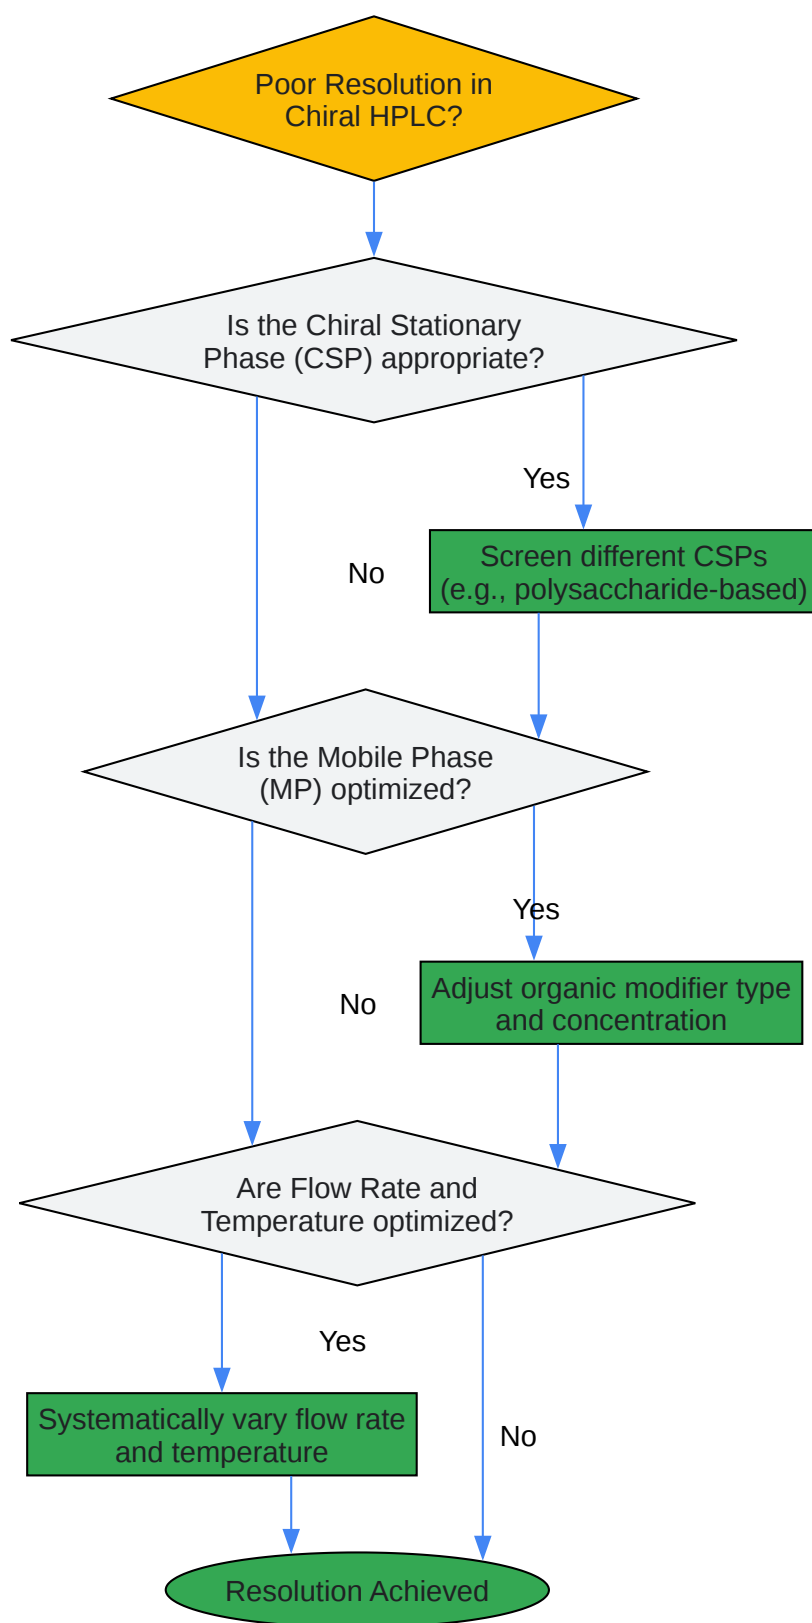 Poor Resolution in
Chiral HPLC?
Is the Chiral Stationary
Phase (CSP) appropriate?
Yes
Screen different CSPs
(e.g., polysaccharide-based)
No
Is the Mobile Phase
(MP) optimized?
Yes
Adjust organic modifier type
and concentration
No
Are Flow Rate and
Temperature optimized?
Yes
Systematically vary flow rate
and temperature
No
Resolution Achieved